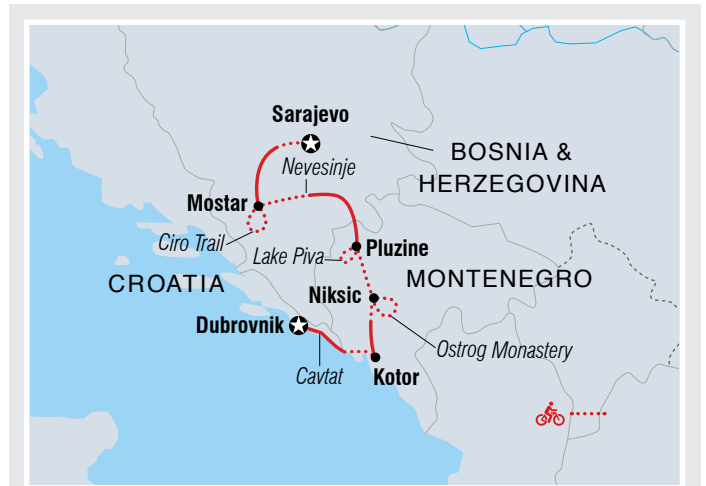 Sarajevo
BOSNIA &
HERZEGOVINA
Nevesinje
Mostar
Ciro Trail
Lake Piva
Pluzine
CROATIA
MONTENEGRO
Niksic
Dubrovnik
Ostrog Monastery
Cavtat
Kotor